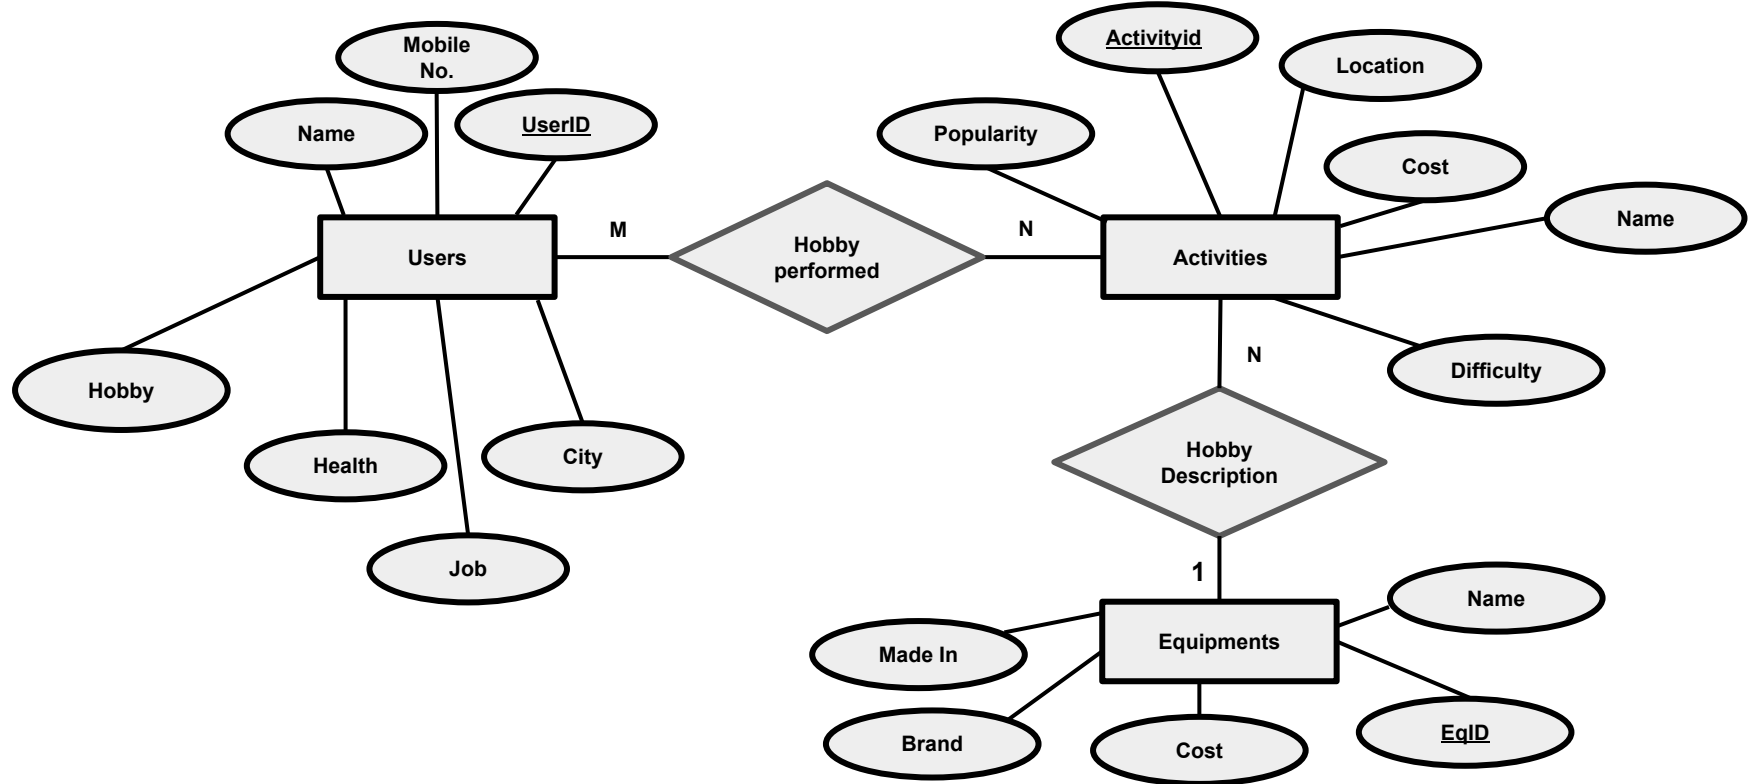 Mobile
No.
Activityid
Location
Name
UserID
Popularity
Cost
Name
M
N
Users
Hobby
performed
Activities
Hobby
N
Difficulty
Health
City
Hobby
Description
Job
1
Name
Made In
Equipments
Brand
Cost
EqID